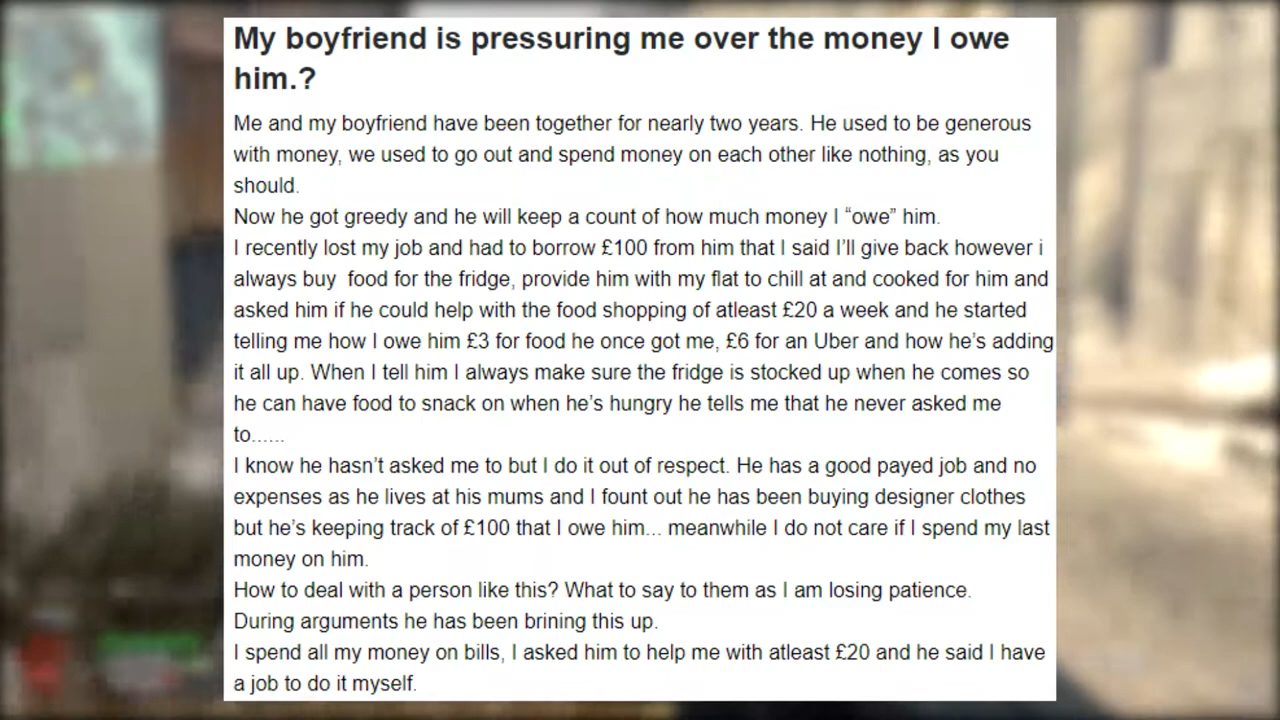 My boyfriend is pressuring me over the money I owe
him.?
Me and my boyfriend have been together for nearly two years. He used to be generous
with money, we used to go out and spend money on each other like nothing, as you
should.
Now he got greedy and he will keep a count of how much money I “owe” him.
I recently lost my job and had to borrow £100 from him that I said I’ll give back however i
always buy  food for the fridge, provide him with my flat to chill at and cooked for him and
asked him if he could help with the food shopping of atleast £20 a week and he started
telling me how I owe him £3 for food he once got me, £6 for an Uber and how he’s adding
it all up. When I tell him I always make sure the fridge is stocked up when he comes so
he can have food to snack on when he’s hungry he tells me that he never asked me
to......
I know he hasn’t asked me to but I do it out of respect. He has a good payed job and no
expenses as he lives at his mums and I fount out he has been buying designer clothes
but he’s keeping track of £100 that I owe him... meanwhile I do not care if I spend my last
money on him.
How to deal with a person like this? What to say to them as I am losing patience.
During arguments he has been brining this up.
I spend all my money on bills, I asked him to help me with atleast £20 and he said I have
a job to do it myself.